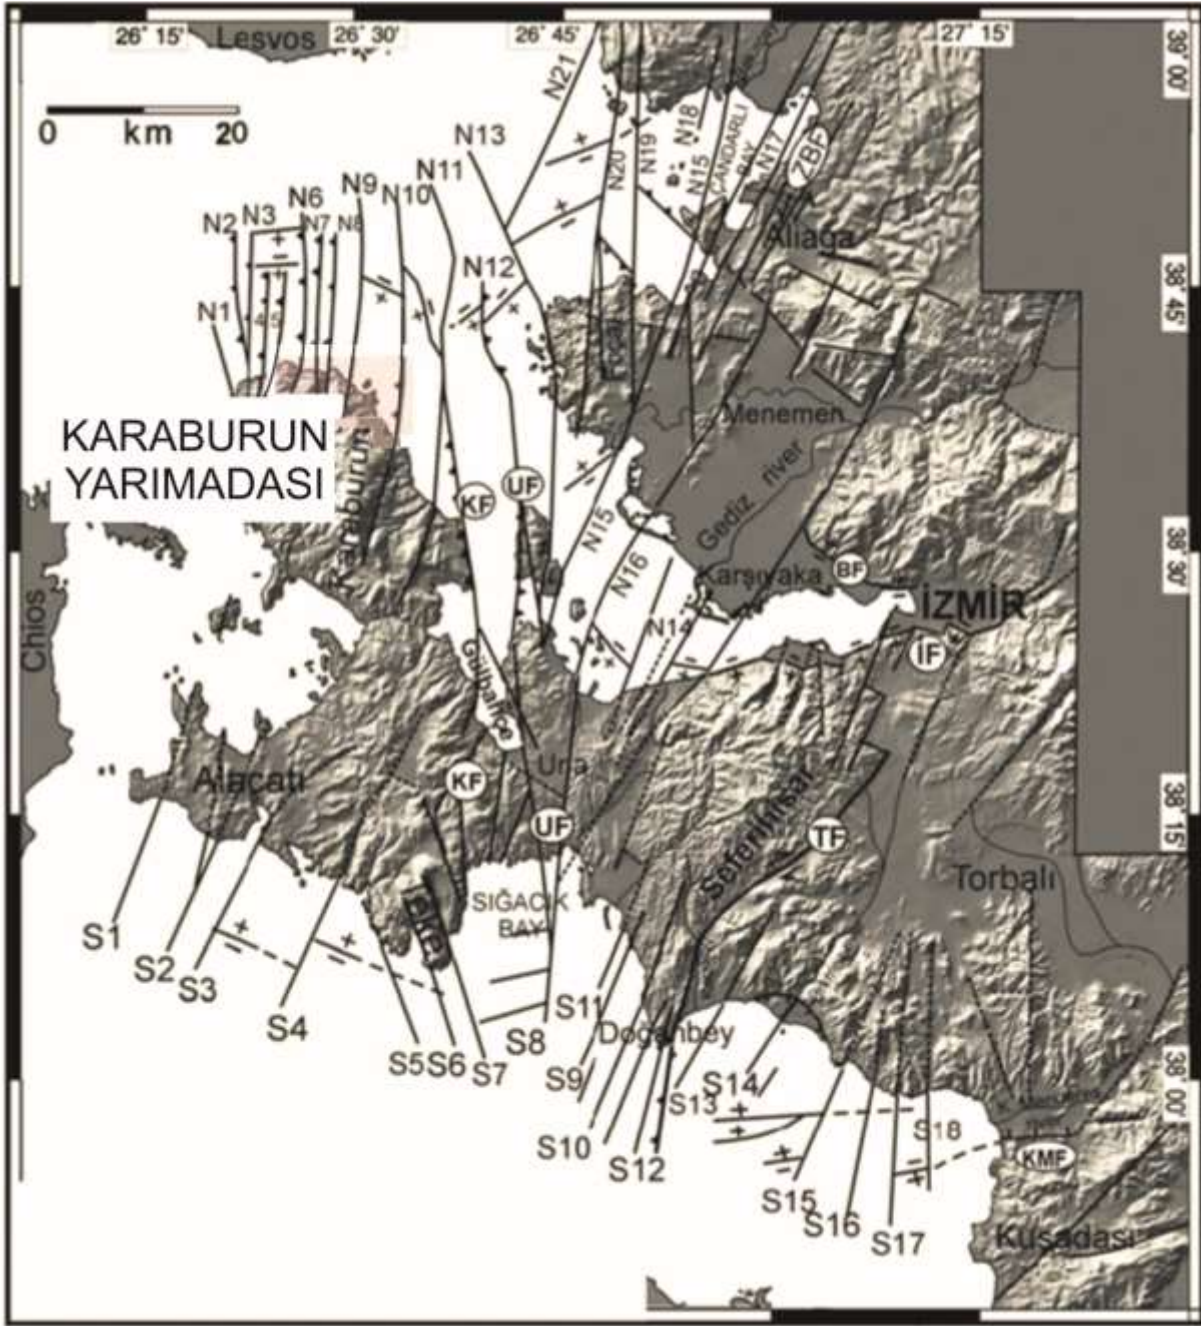 26 15'
26 30'
26 45'
27 15'
Lesvos
39 00'
0 km 20
N21
N13
N11
N9
N10
N6
N7
N8
N2
N3
N1
N12
N20
N19
N18
N15
ÇANDARLI
BAY
N17
ZBF
Aliağa
38 45'
Menemen
KARABURUN
YARIMADASI
Karaburun
KF
UF
N15
N16
N14
Gediz river
Karşıyaka
BF
38 30'
İZMİR
İF
Chios
Gülbahçe
Alaçatı
KF
Urla
UF
Seferihisar
TF
38 15'
Torbalı
SIĞACIK
BAY
S1
S2
S3
S4
S5
S6
S7
S8
S11
Doğanbey
S9
S10
S12
S13
S14
S15
S16
S17
S18
38 00'
KMF
Kuşadası